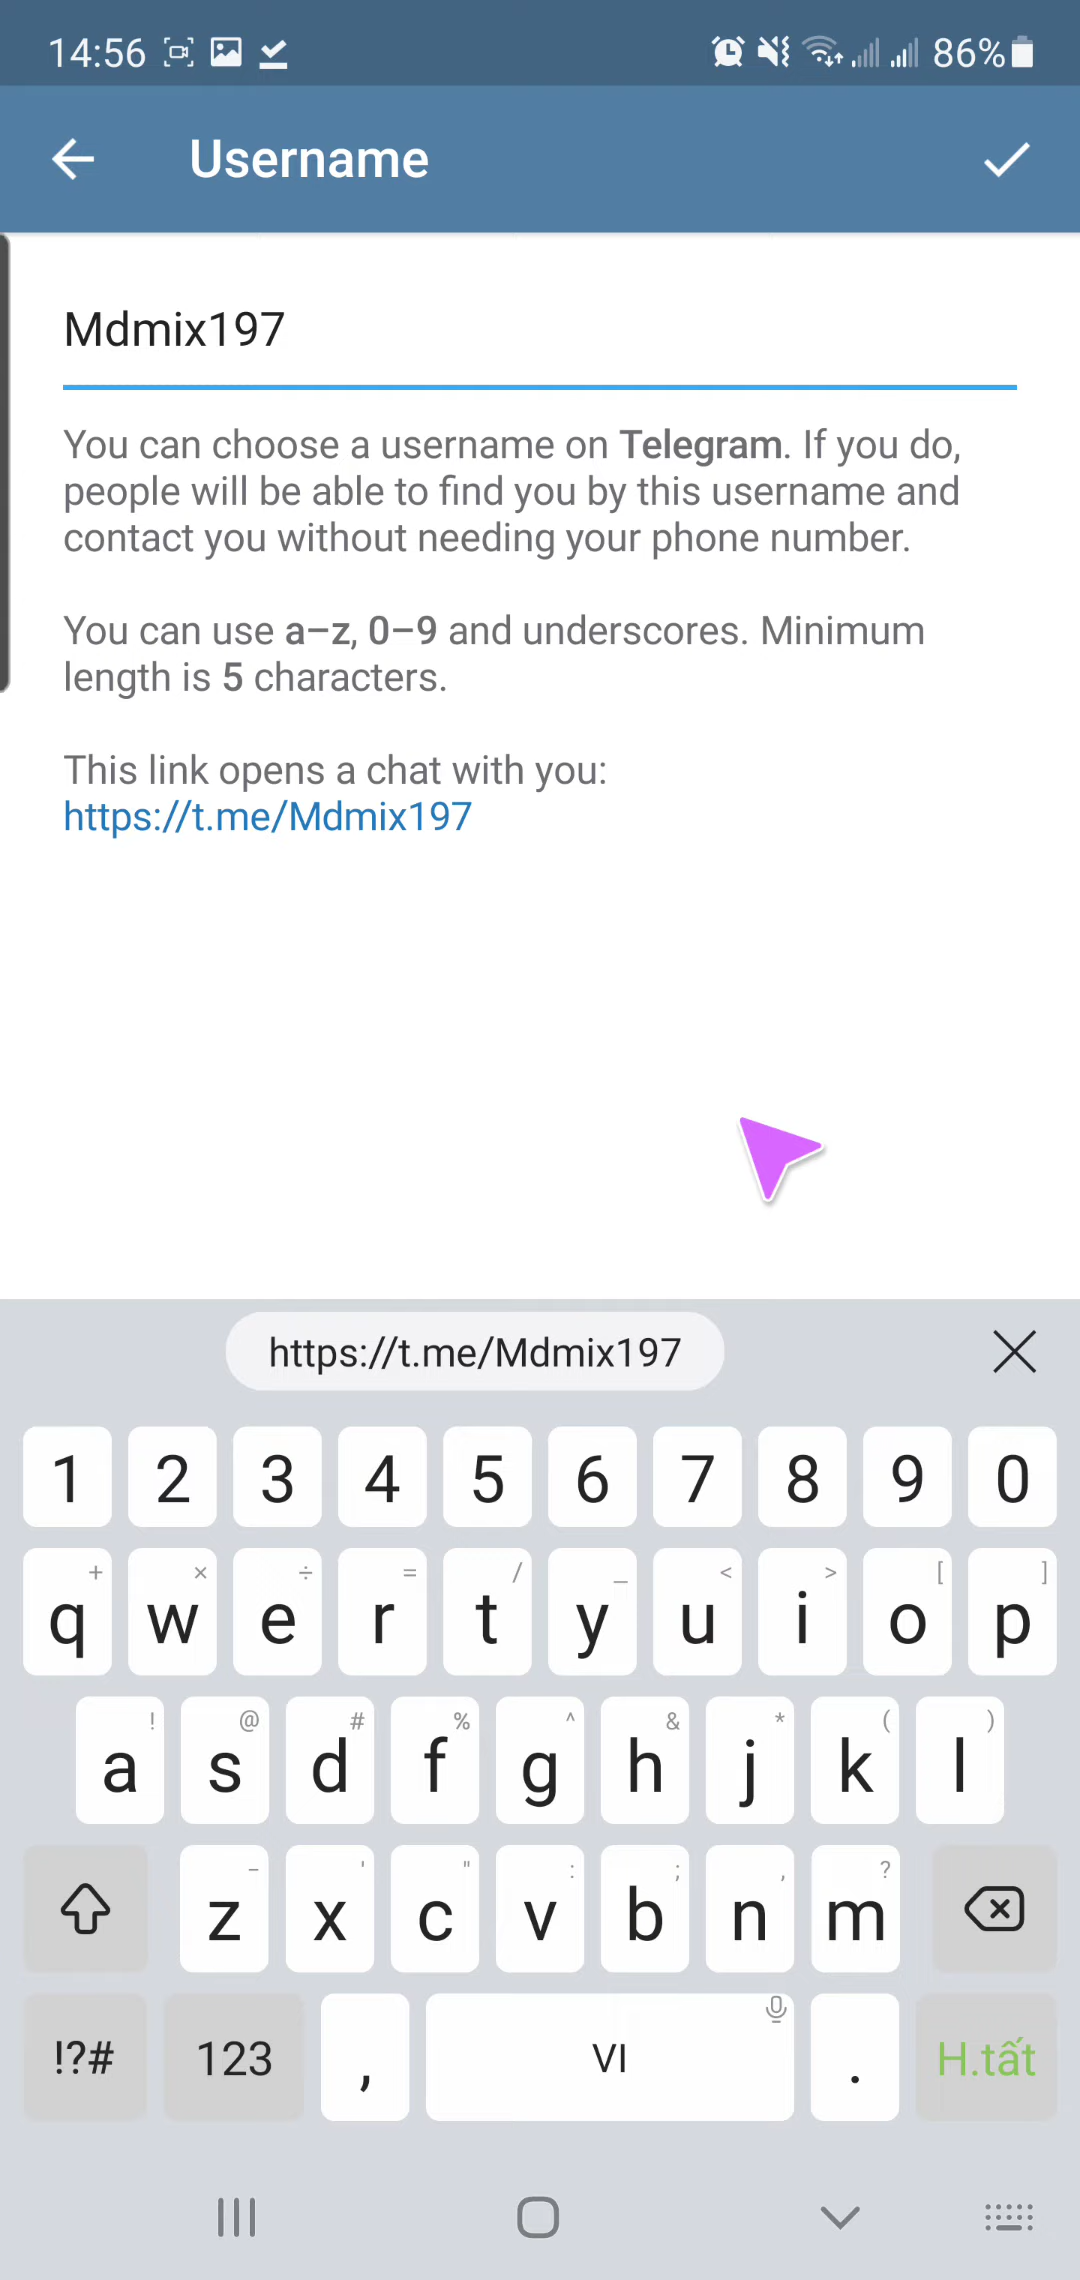 14:56 86%
Username
Mdmix197
You can choose a username on Telegram. If you do,
people will be able to find you by this username and
contact you without needing your phone number.
You can use a–z, 0–9 and underscores. Minimum
length is 5 characters.
This link opens a chat with you:
https://t.me/Mdmix197
https://t.me/Mdmix197
1 2 3 4 5 6 7 8 9 0
+ × ÷ = / _ < > [ ]
q w e r t y u i o p
! @ # % ^ & * ( )
a s d f g h j k l
- ' " : ; , ?
z x c v b n m
!?# 123 , VI . H.tất